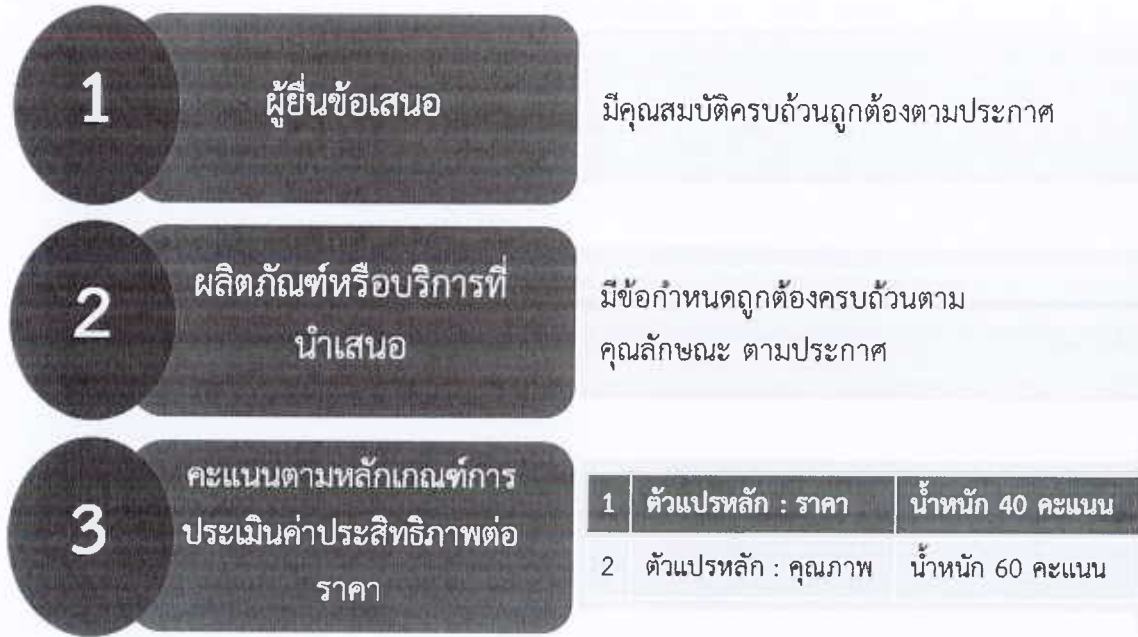 1
ผู้ยื่นข้อเสนอ
มีคุณสมบัติครบถ้วนถูกต้องตามประกาศ
2
ผลิตภัณฑ์หรือบริการที่
นำเสนอ
มีข้อกำหนดถูกต้องครบถ้วนตาม
คุณลักษณะ ตามประกาศ
3
คะแนนตามหลักเกณฑ์การ
ประเมินค่าประสิทธิภาพต่อ
ราคา
1 ตัวแปรหลัก : ราคา น้ำหนัก 40 คะแนน
2 ตัวแปรหลัก : คุณภาพ น้ำหนัก 60 คะแนน